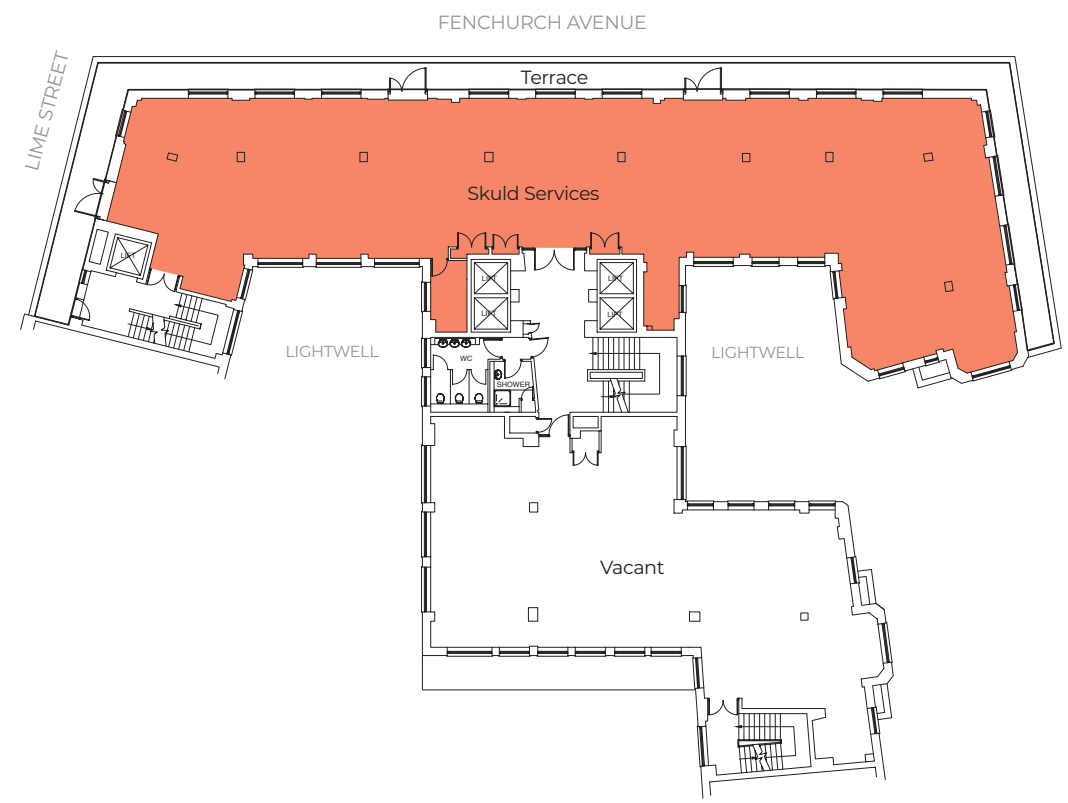 FENCHURCH AVENUE
LIME STREET
Terrace
Skuld Services
LIFT
LIFT
LIFT
LIFT
LIFT
LIGHTWELL
LIGHTWELL
WC
SHOWER
Vacant